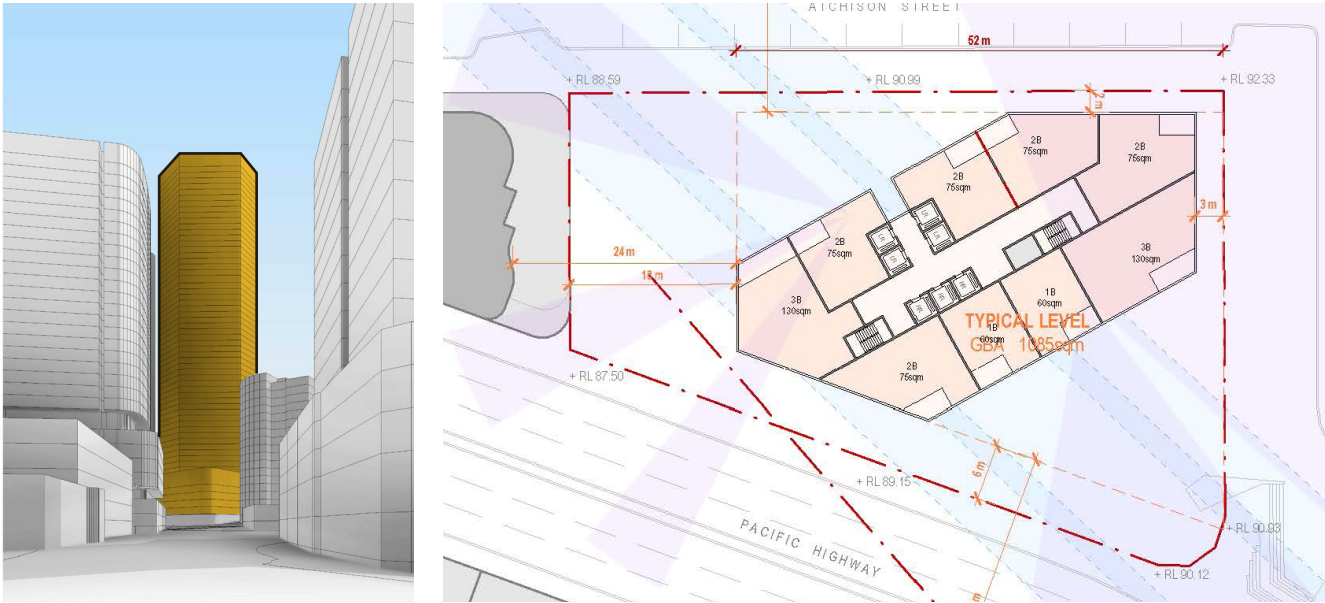 ATCHISON STREET
52 m
+ RL 88.59
+ RL 90.99
+ RL 92.33
2 m
2B
75sqm
2B
75sqm
2B
75sqm
3 m
2B
75sqm
24 m
18 m
3B
130sqm
3B
130sqm
1B
60sqm
TYPICAL LEVEL
1B
60sqm
GBA 1085sqm
2B
75sqm
+ RL 87.50
6 m
+ RL 89.15
PACIFIC HIGHWAY
+ RL 90.93
+ RL 90.12
m